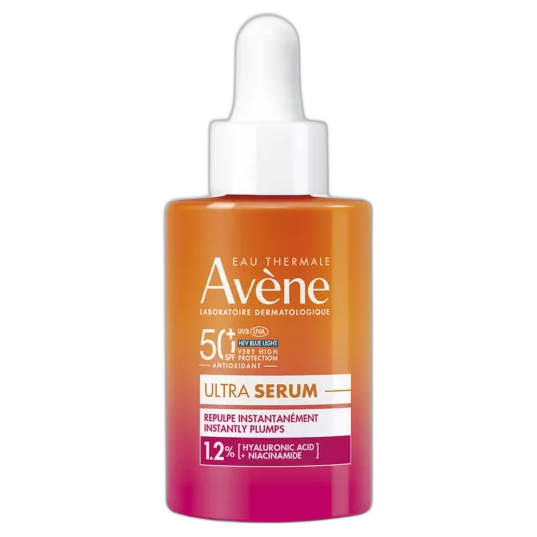 EAU THERMALE
Avène
LABORATOIRE DERMATOLOGIQUE
50+
SPF
UVB UVA
HEV BLUE LIGHT
VERY HIGH
PROTECTION
ANTIOXIDANT
ULTRA SERUM
REPULPE INSTANTANÉMENT
INSTANTLY PLUMPS
1.2% [HYALURONIC ACID
+ NIACINAMIDE]